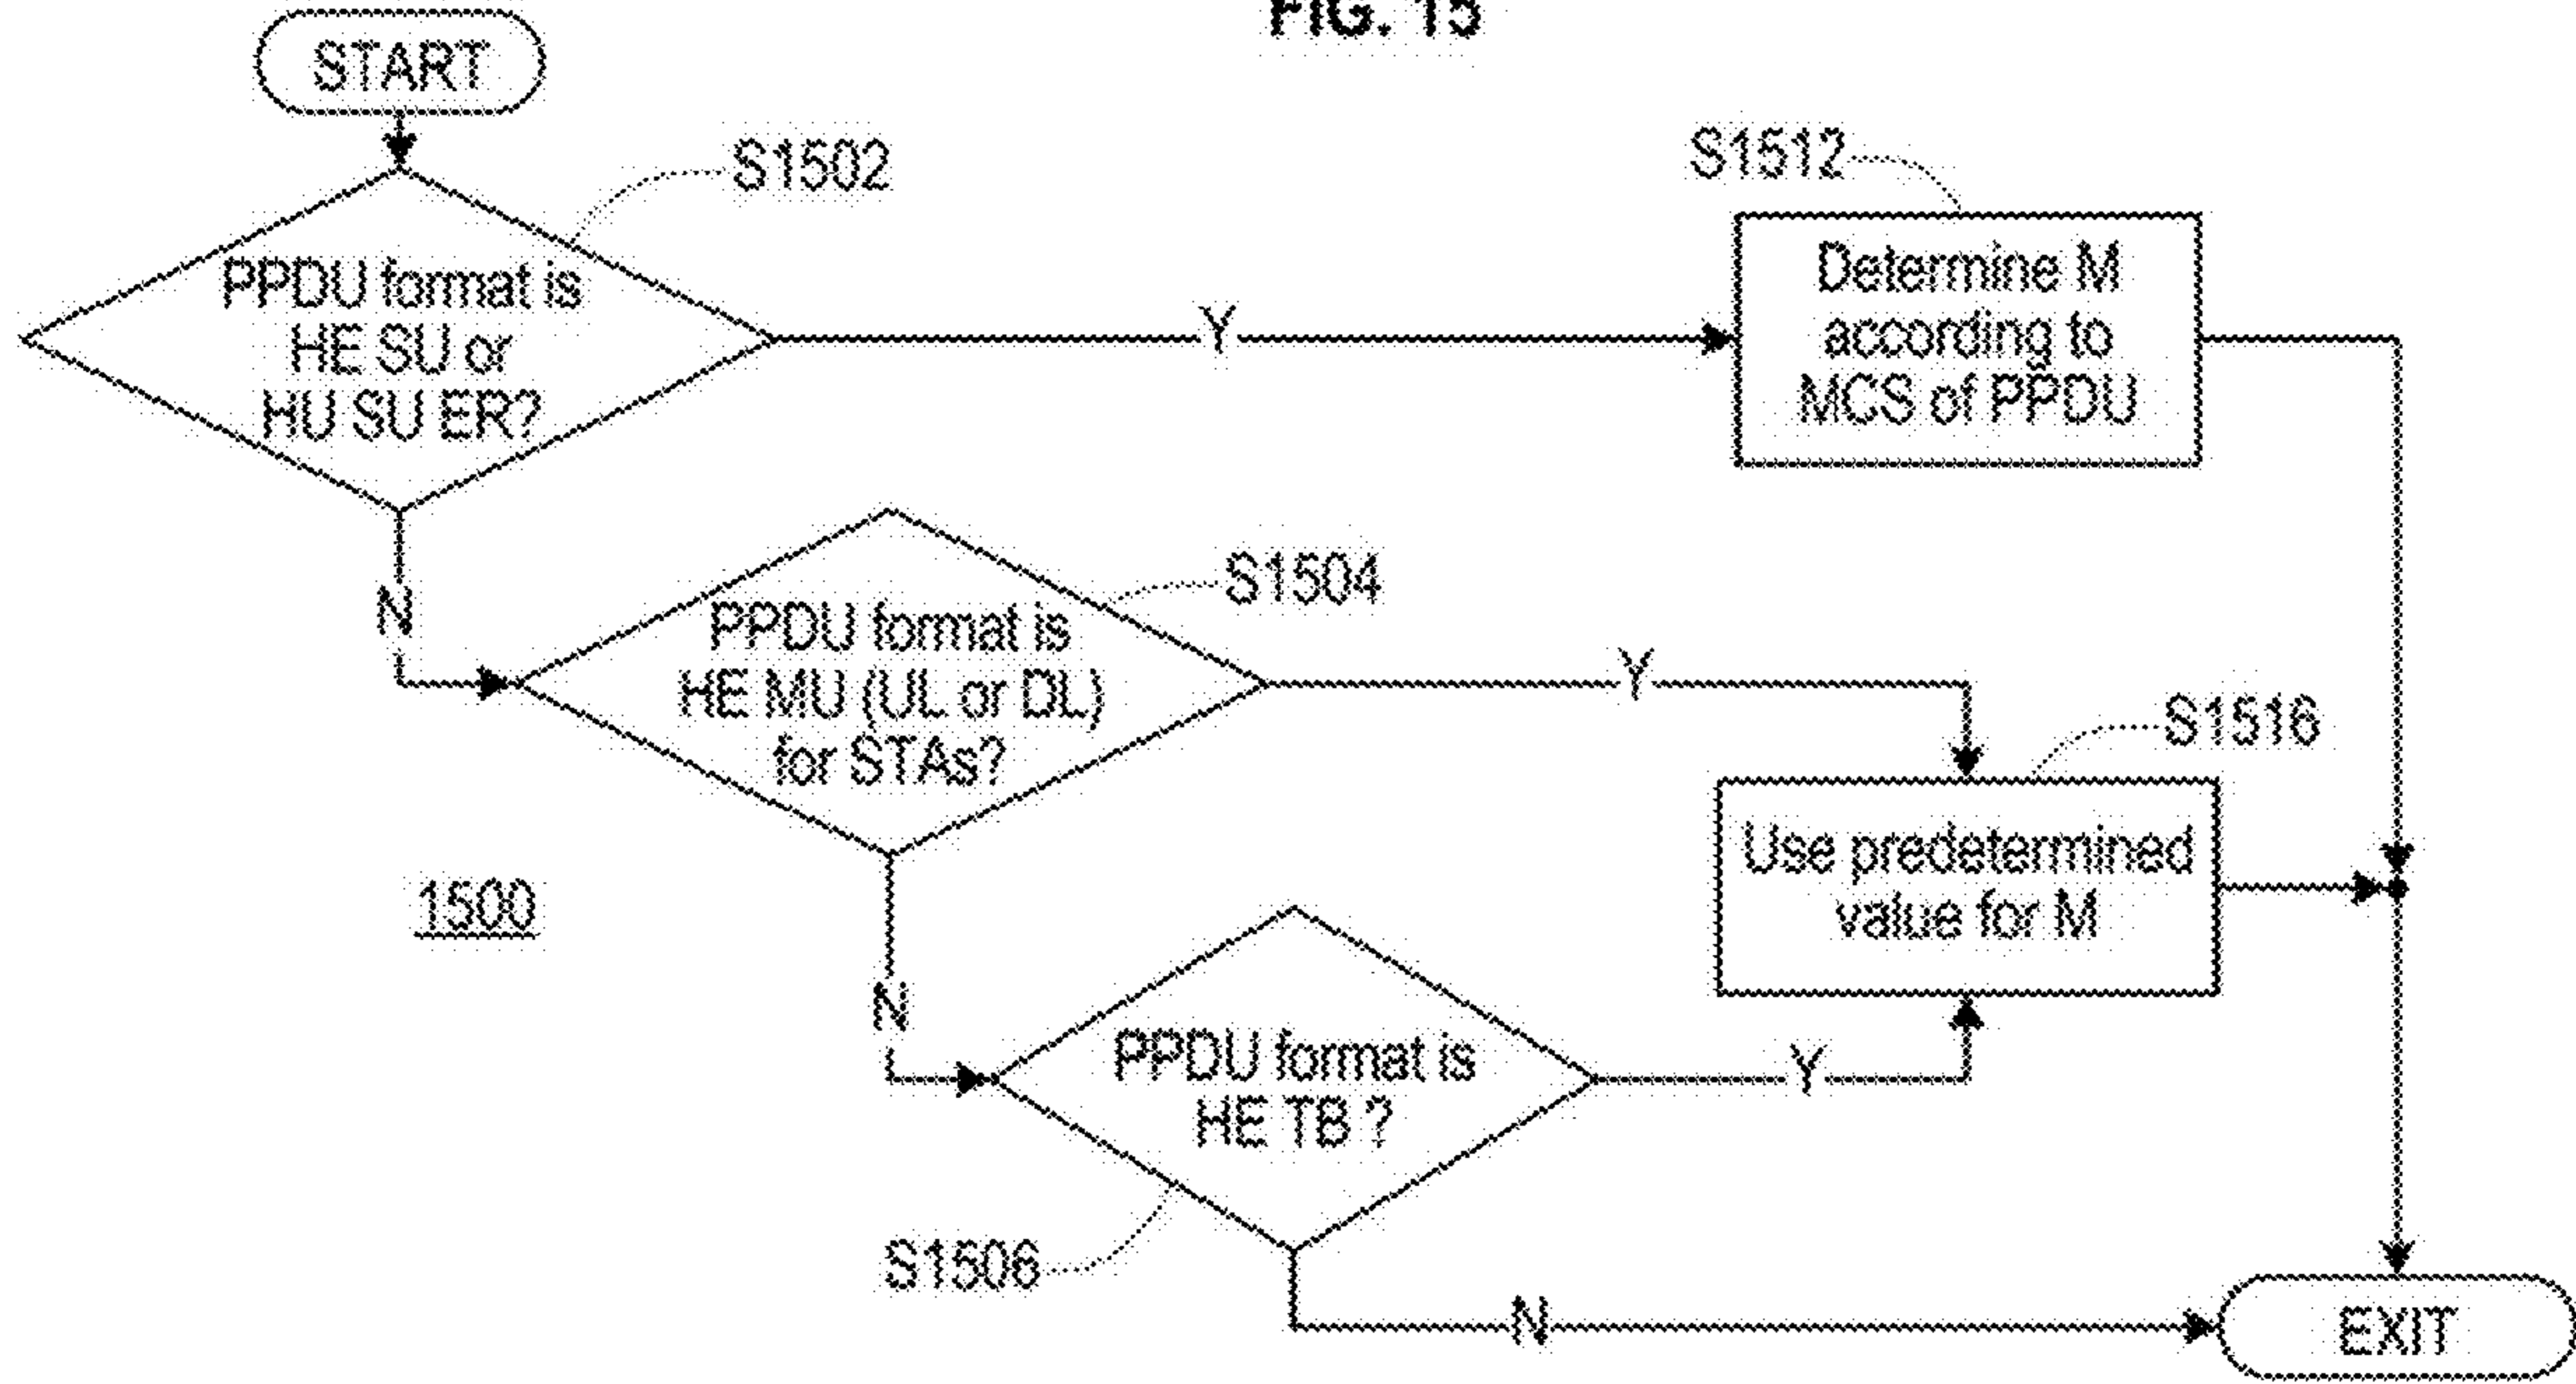 FIG. 15
START
S1502
S1512
PPDU format is
HE SU or
HU SU ER?
Y
Determine M
according to
MCS of PPDU
N
S1504
PPDU format is
HE MU (UL or DL)
for STAs?
Y
S1516
Use predetermined
value for M
1500
N
PPDU format is
HE TB ?
Y
S1506
N
EXIT